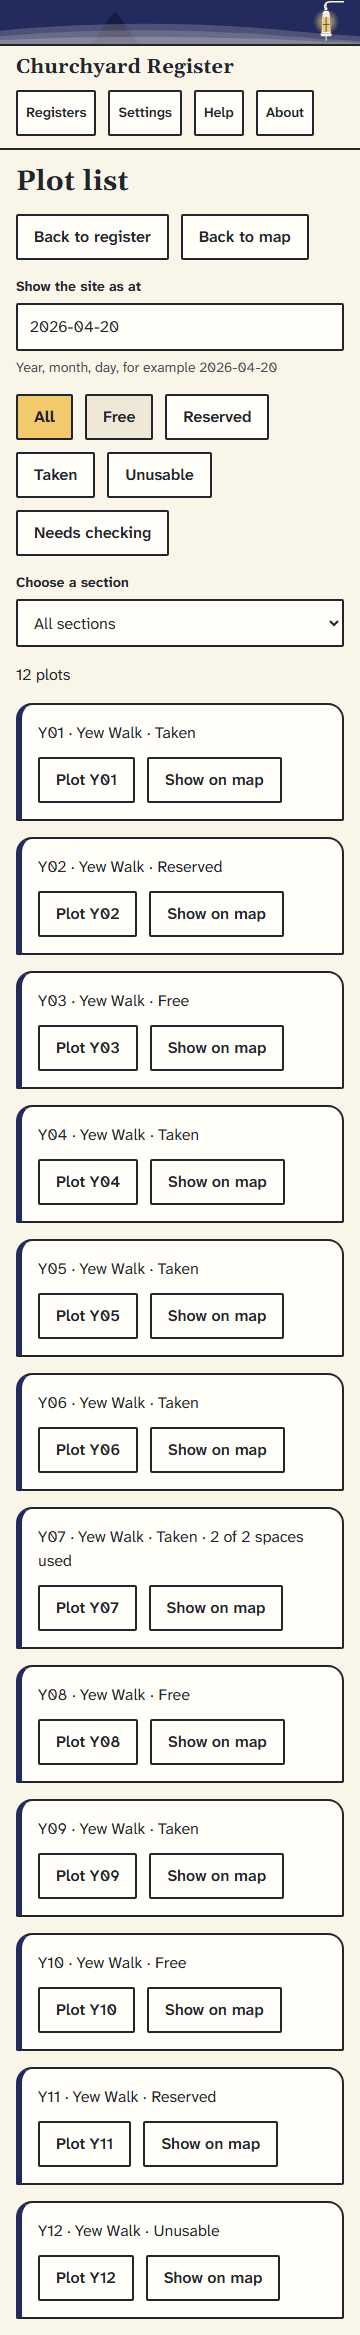 Churchyard Register
Registers Settings Help About
Plot list
Back to register Back to map
Show the site as at
2026-04-20
Year, month, day, for example 2026-04-20
All Free Reserved
Taken Unusable
Needs checking
Choose a section
All sections
12 plots
Y01 · Yew Walk · Taken
Plot Y01 Show on map
Y02 · Yew Walk · Reserved
Plot Y02 Show on map
Y03 · Yew Walk · Free
Plot Y03 Show on map
Y04 · Yew Walk · Taken
Plot Y04 Show on map
Y05 · Yew Walk · Taken
Plot Y05 Show on map
Y06 · Yew Walk · Taken
Plot Y06 Show on map
Y07 · Yew Walk · Taken · 2 of 2 spaces
used
Plot Y07 Show on map
Y08 · Yew Walk · Free
Plot Y08 Show on map
Y09 · Yew Walk · Taken
Plot Y09 Show on map
Y10 · Yew Walk · Free
Plot Y10 Show on map
Y11 · Yew Walk · Reserved
Plot Y11 Show on map
Y12 · Yew Walk · Unusable
Plot Y12 Show on map